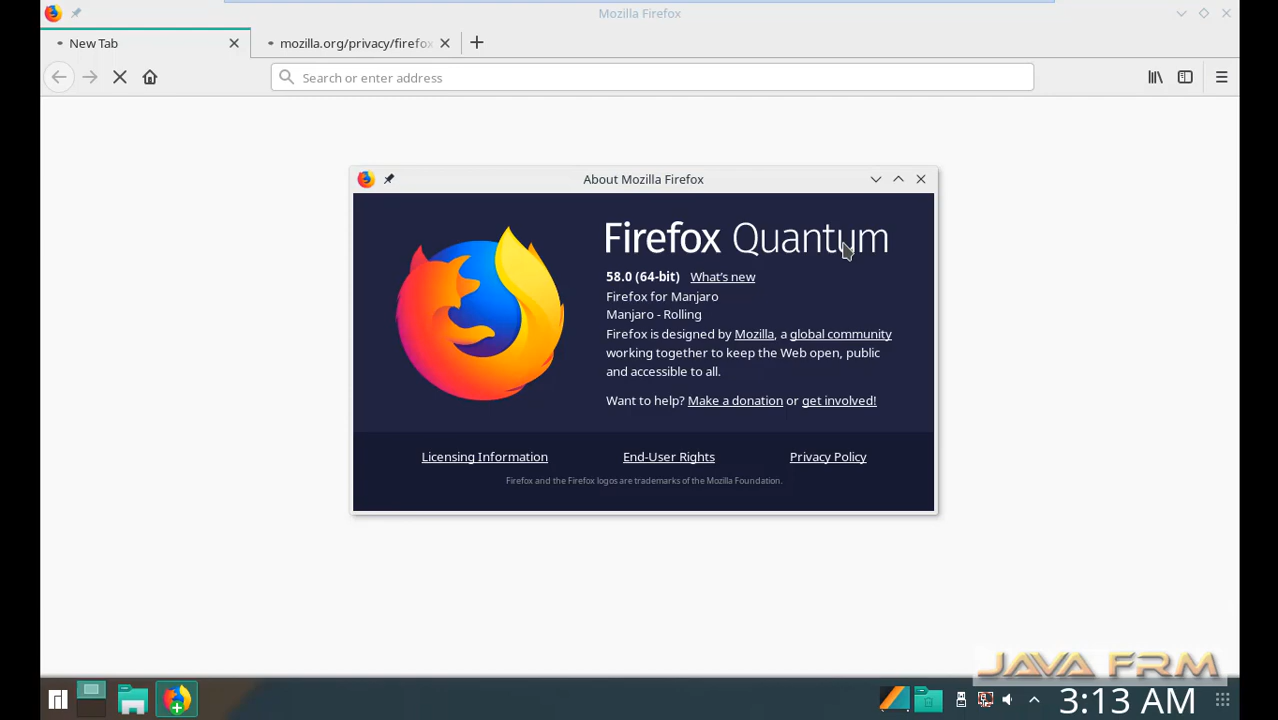 Mozilla Firefox
New Tab
mozilla.org/privacy/firefox
Search or enter address
About Mozilla Firefox
Firefox Quantum
58.0 (64-bit) What's new
Firefox for Manjaro
Manjaro - Rolling
Firefox is designed by Mozilla, a global community
working together to keep the Web open, public
and accessible to all.
Want to help? Make a donation or get involved!
Licensing Information End-User Rights Privacy Policy
Firefox and the Firefox logos are trademarks of the Mozilla Foundation.
JAVA FRM
3:13 AM